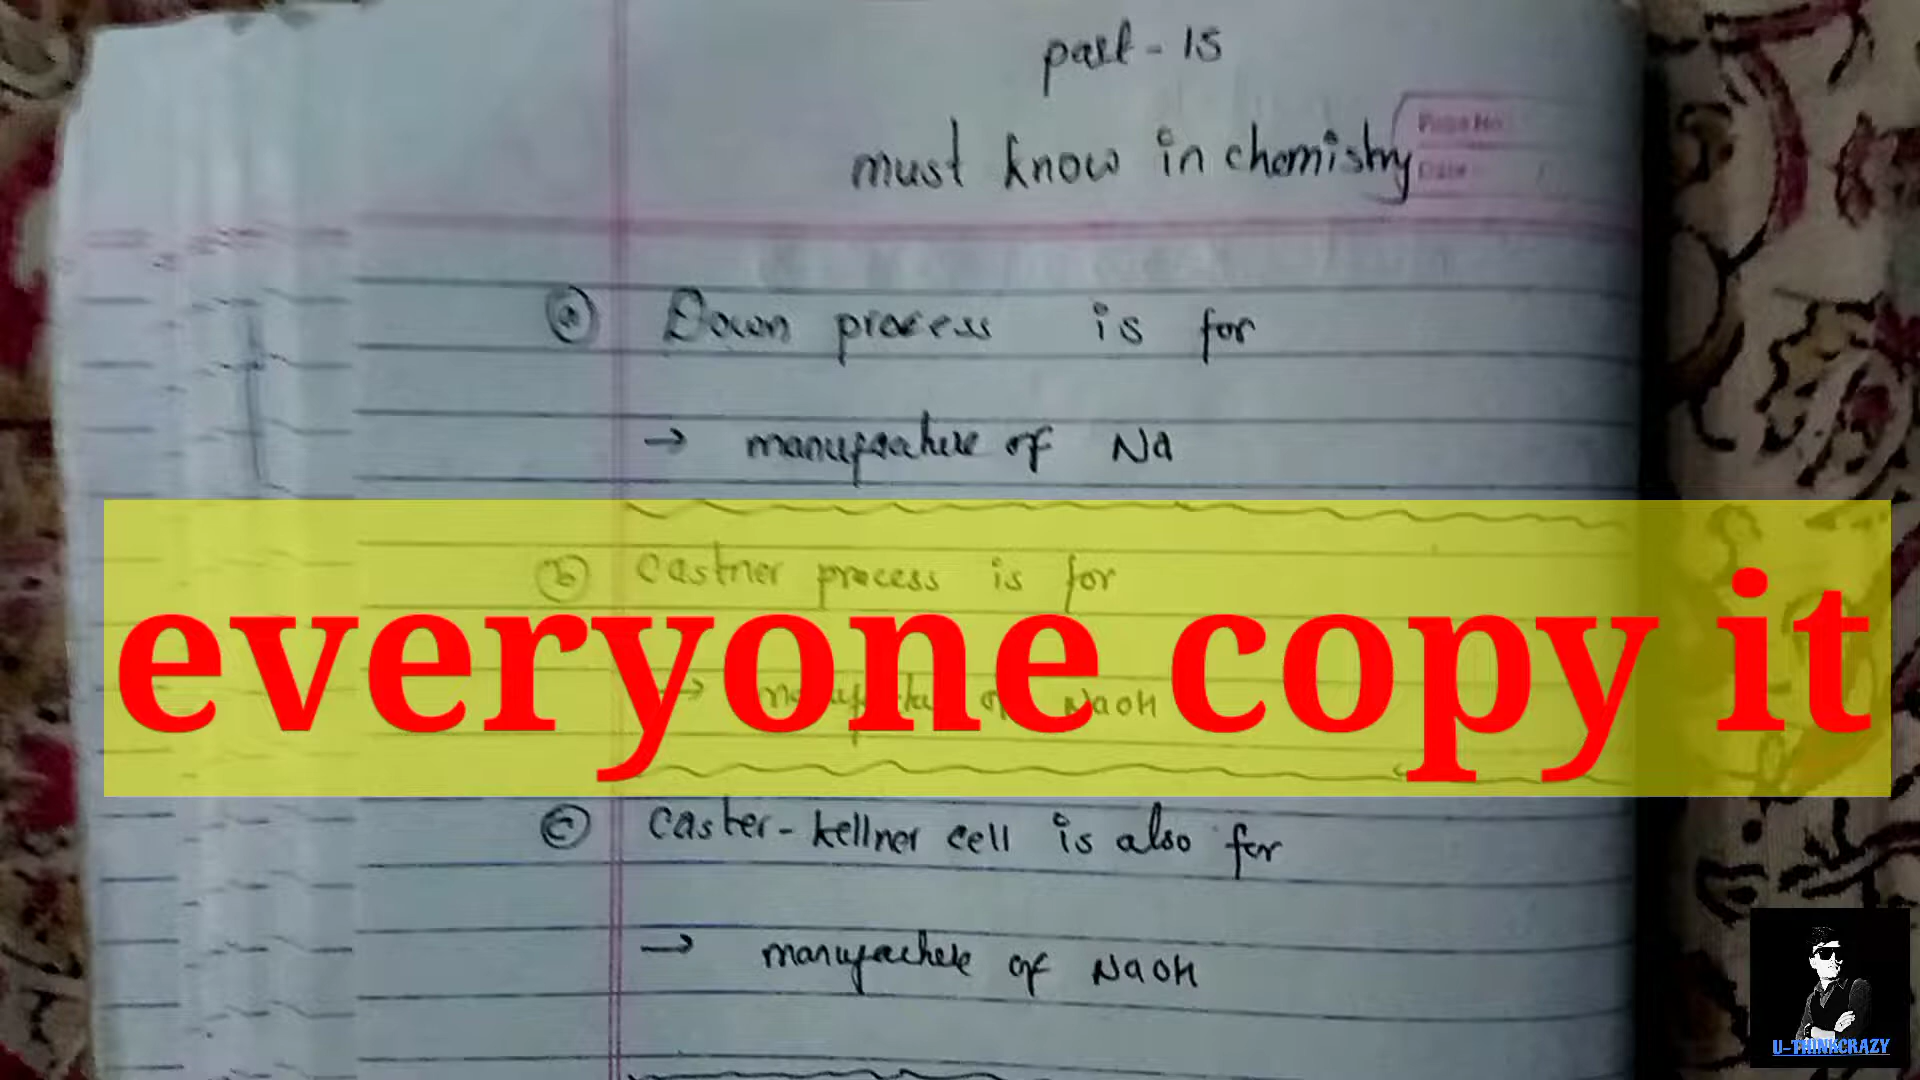 part - 15
must know in chemistry
Page No.
Date
(a) Down process is for
→ manufacture of Na
(b) Castner process is for
everyone copy it
→ of NaOH
(c) Caster-kellner cell is also for
→ manufacture of NaOH
U-THINKCRAZY